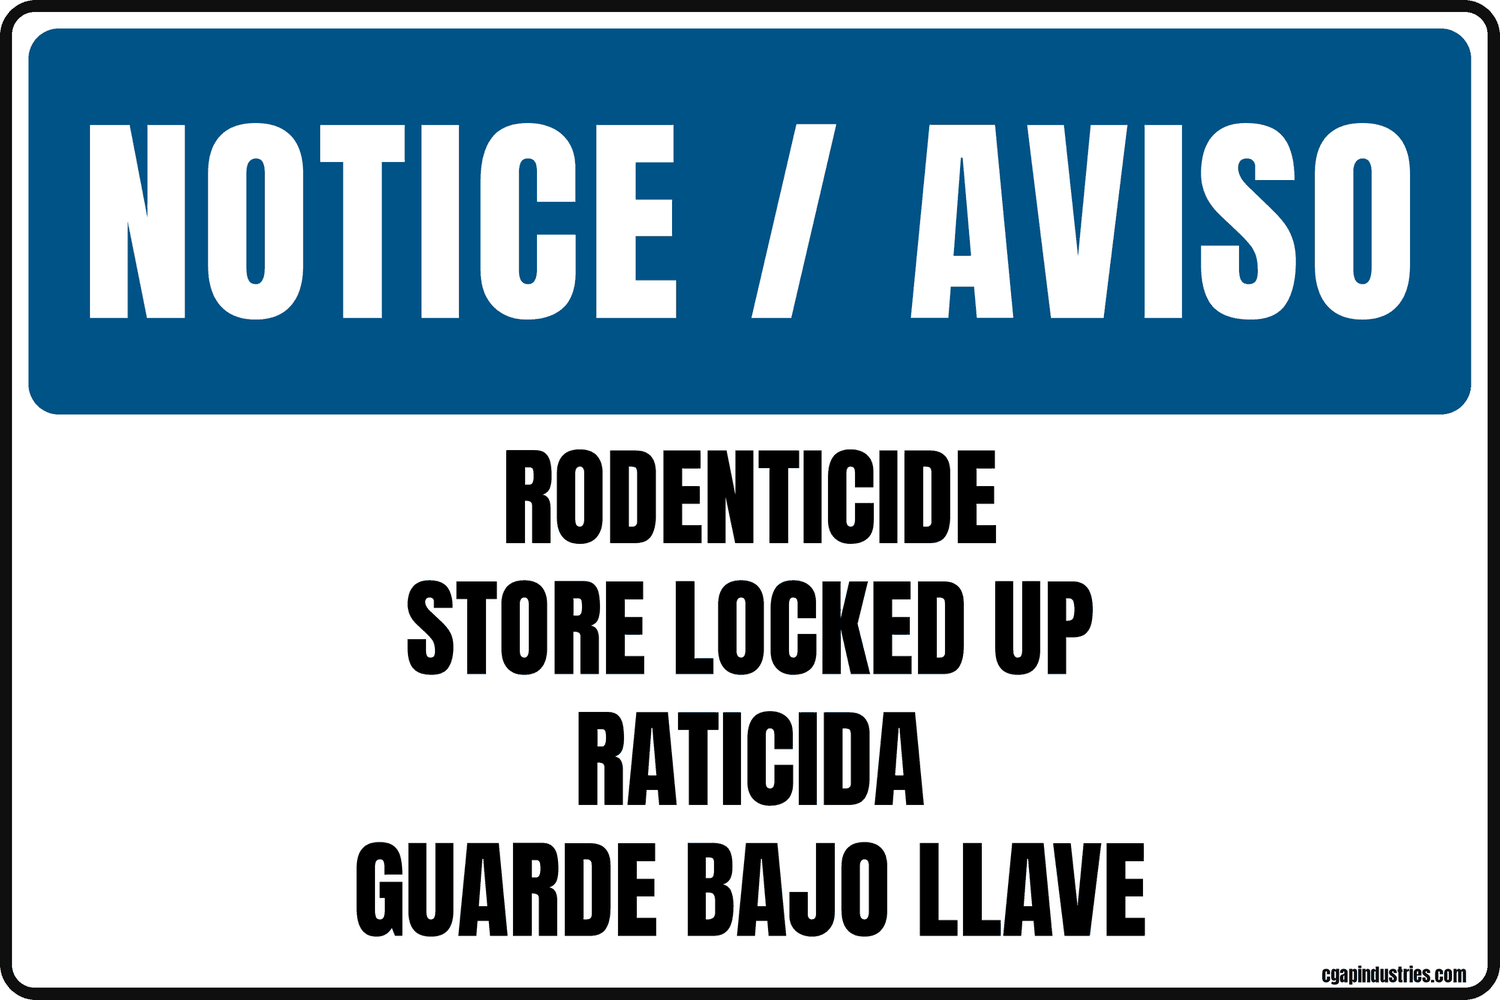 NOTICE / AVISO
RODENTICIDE
STORE LOCKED UP
RATICIDA
GUARDE BAJO LLAVE
cgapindustries.com